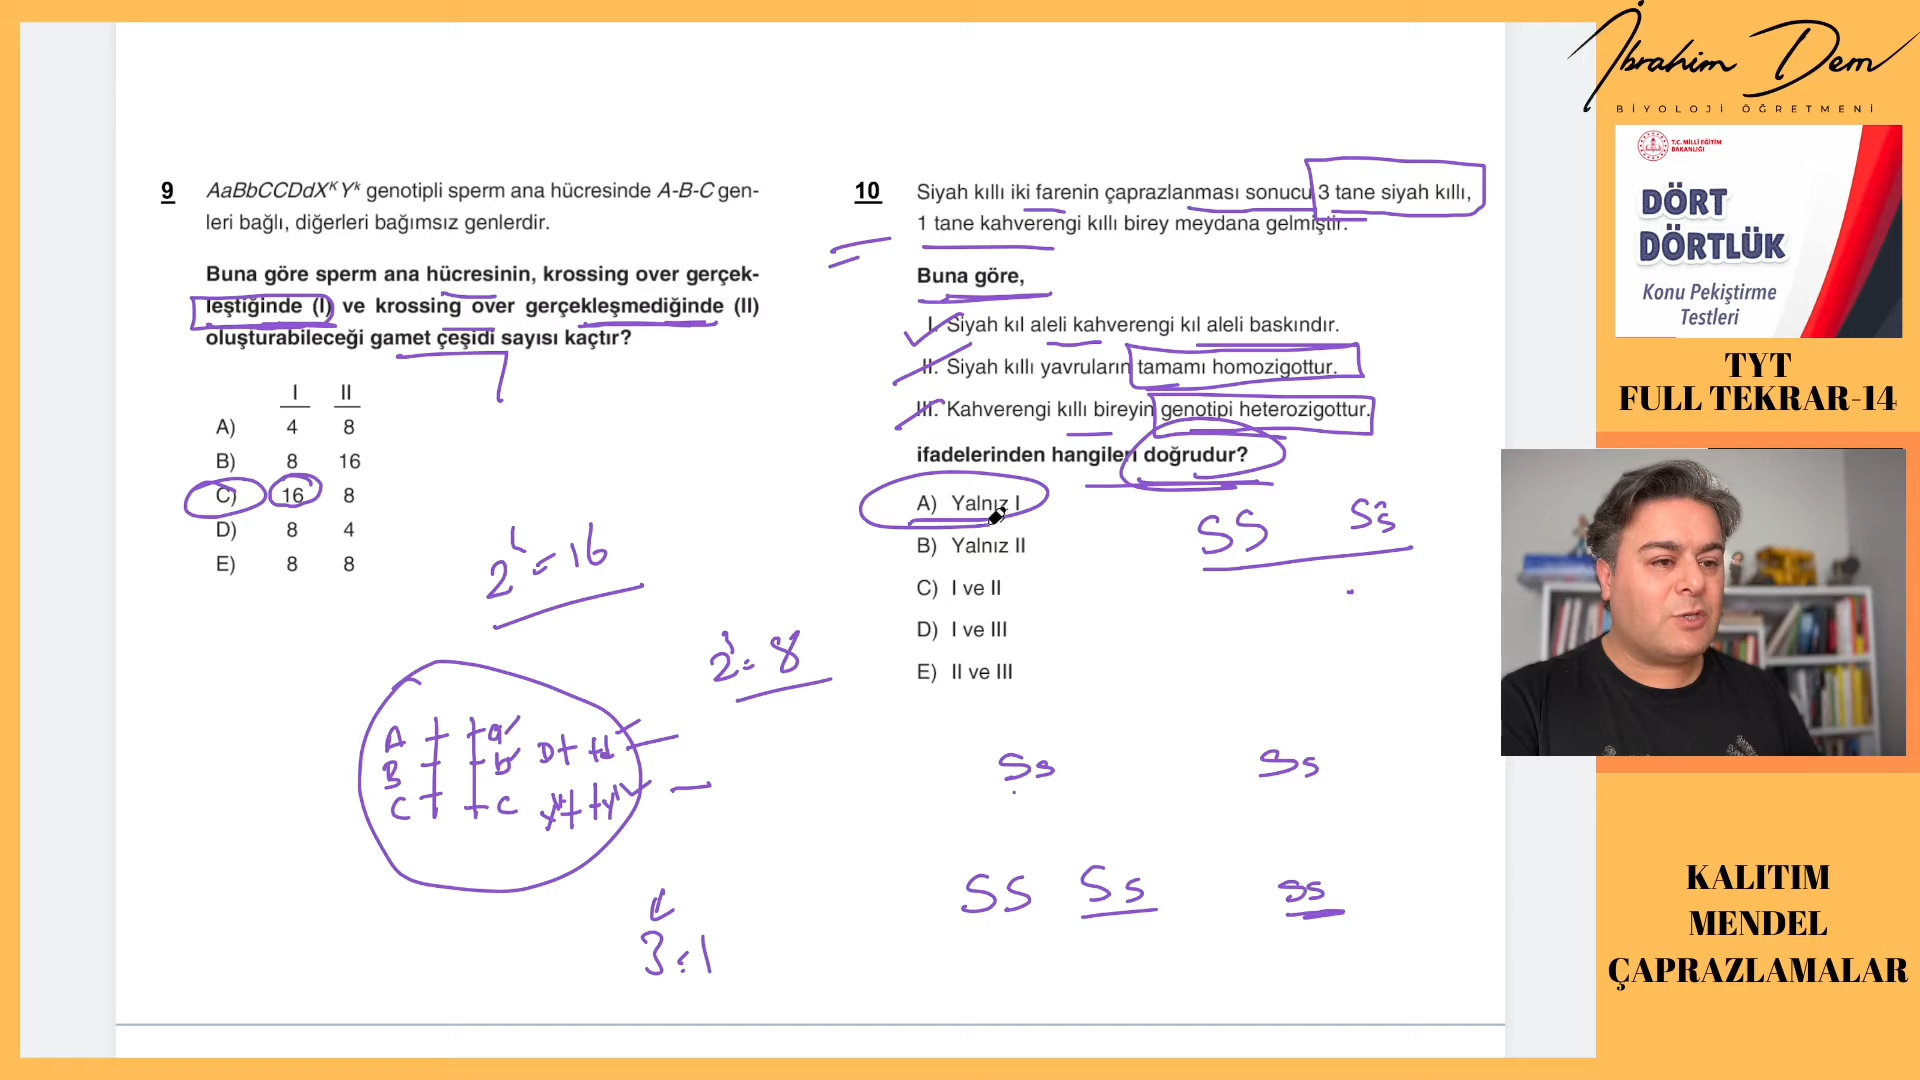 İbrahim Dem
BİYOLOJİ ÖĞRETMENİ
T.C. MİLLÎ EĞİTİM
BAKANLIĞI
DÖRT
DÖRTLÜK
Konu Pekiştirme
Testleri
TYT
FULL TEKRAR-14
KALITIM
MENDEL
ÇAPRAZLAMALAR
9 AaBbCCDdXᴷYᵏ genotipli sperm ana hücresinde A-B-C gen-
leri bağlı, diğerleri bağımsız genlerdir.
Buna göre sperm ana hücresinin, krossing over gerçek-
leştiğinde (I) ve krossing over gerçekleşmediğinde (II)
oluşturabileceği gamet çeşidi sayısı kaçtır?
I II
A) 4 8
B) 8 16
C) 16 8
D) 8 4
E) 8 8
= 16
2³ = 8
A a
B b D d
C C
3:1
10 Siyah kıllı iki farenin çaprazlanması sonucu 3 tane siyah kıllı,
1 tane kahverengi kıllı birey meydana gelmiştir.
Buna göre,
I. Siyah kıl aleli kahverengi kıl aleli baskındır.
II. Siyah kıllı yavruların tamamı homozigottur.
III. Kahverengi kıllı bireyin genotipi heterozigottur.
ifadelerinden hangileri doğrudur?
A) Yalnız I
B) Yalnız II
C) I ve II
D) I ve III
E) II ve III
SS Ss
Ss Ss
SS Ss ss